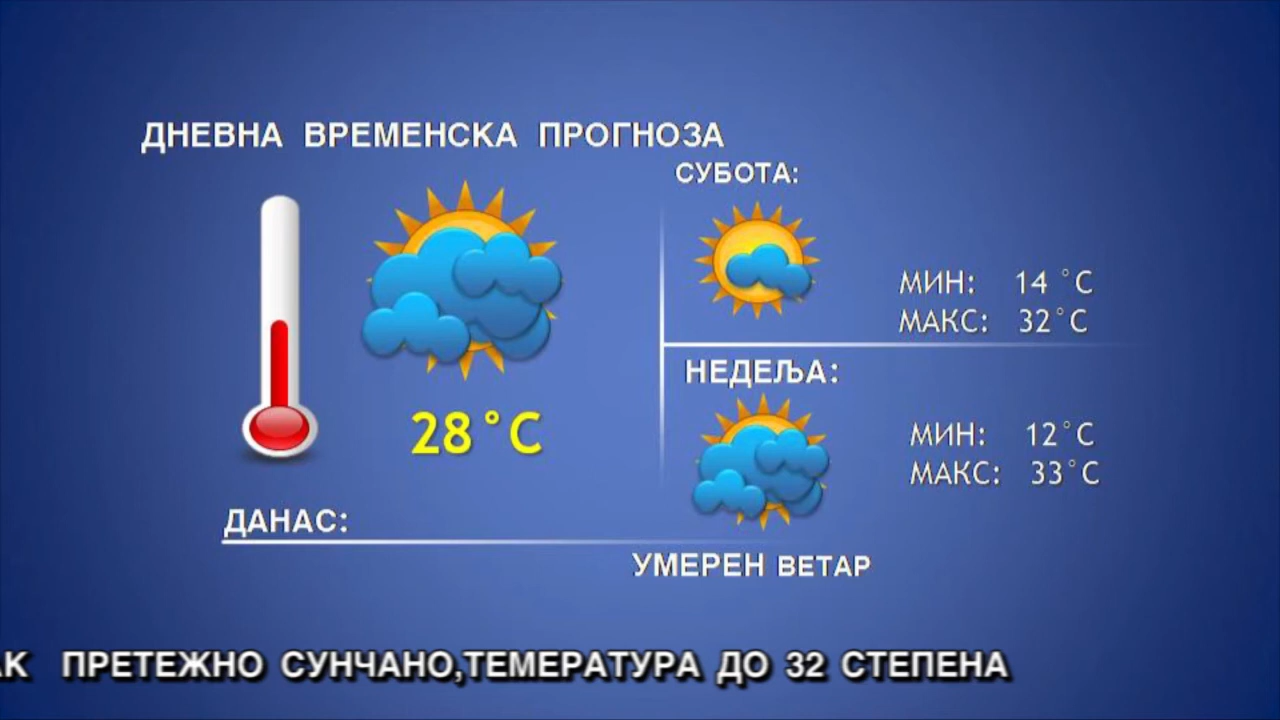 ДНЕВНА ВРЕМЕНСКА ПРОГНОЗА
28°C
ДАНАС:
СУБОТА:
МИН: 14 °C
МАКС: 32°C
НЕДЕЉА:
МИН: 12°C
МАКС: 33°C
УМЕРЕН ВЕТАР
ПРЕТЕЖНО СУНЧАНО,ТЕМЕРАТУРА ДО 32 СТЕПЕНА